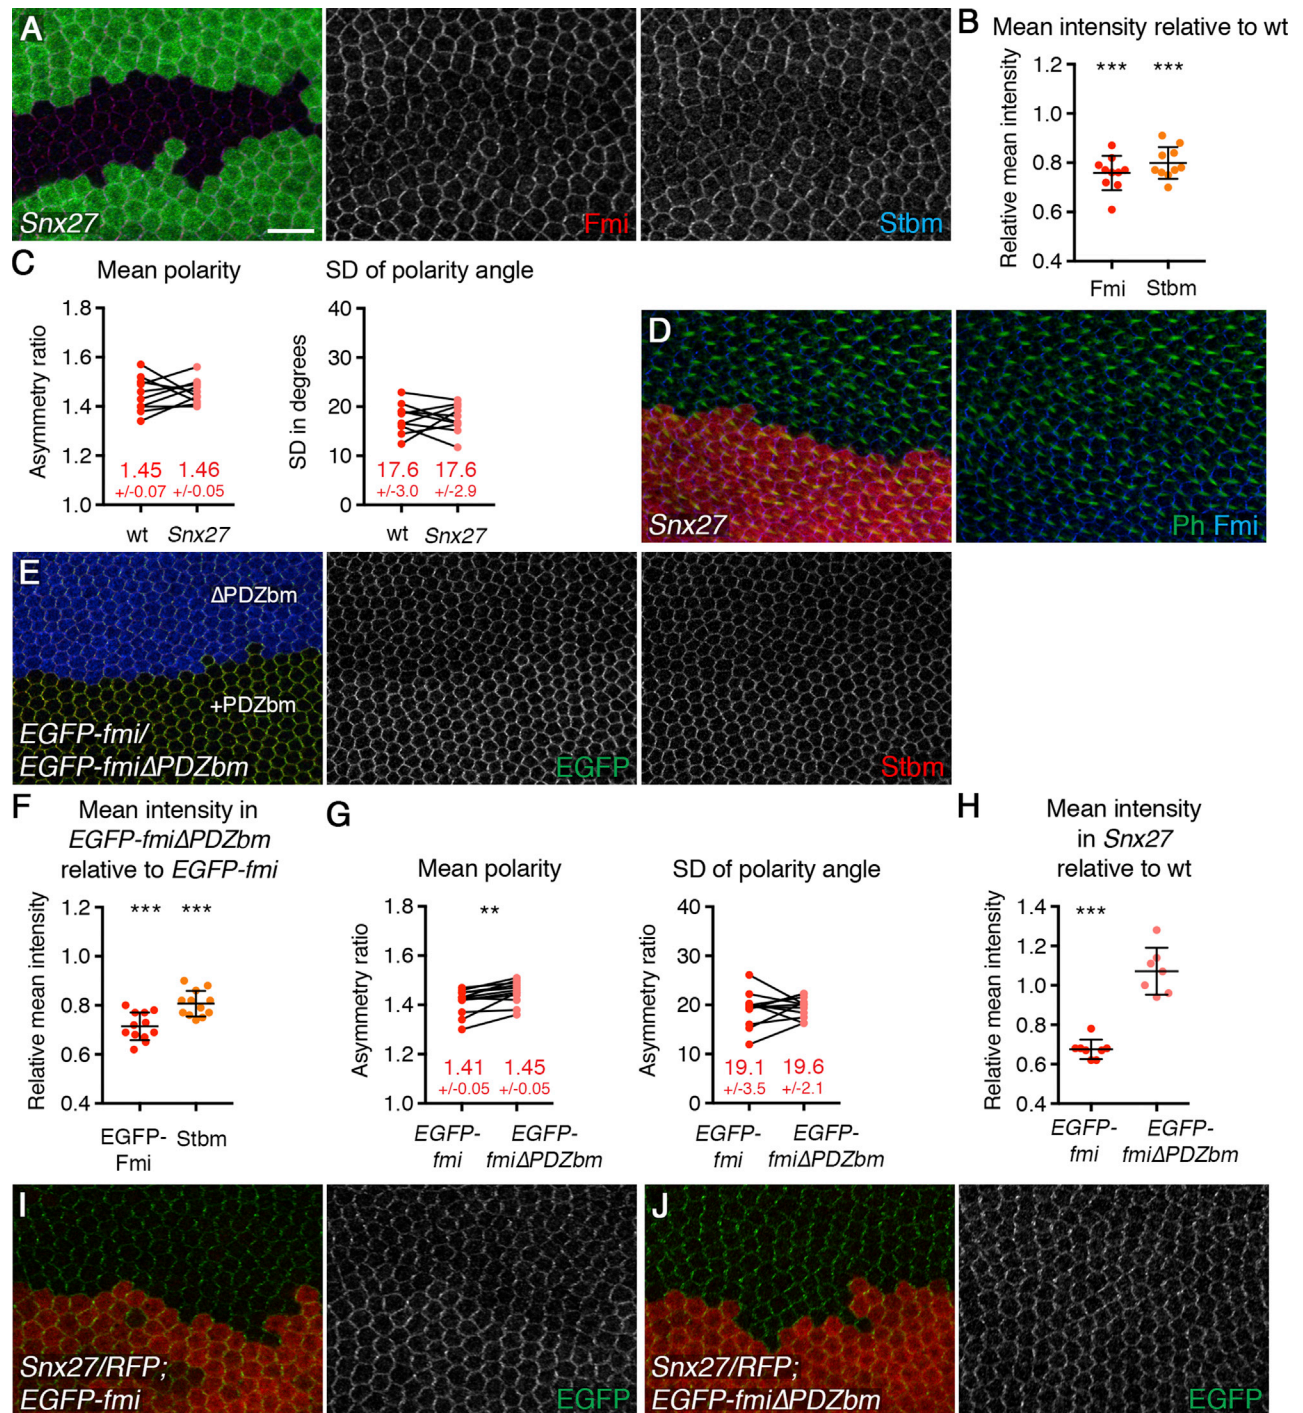 A
Snx27
Fmi
Stbm
B
Mean intensity relative to wt
Relative mean intensity
1.2
1.0
0.8
0.6
0.4
***
***
Fmi
Stbm
C
Mean polarity
Asymmetry ratio
1.8
1.6
1.4
1.2
1.0
1.45
+/-0.07
1.46
+/-0.05
wt
Snx27
SD of polarity angle
SD in degrees
40
30
20
10
0
17.6
+/-3.0
17.6
+/-2.9
wt
Snx27
D
Snx27
Ph Fmi
E
ΔPDZbm
+PDZbm
EGFP-fmi/
EGFP-fmiΔPDZbm
EGFP
Stbm
F
Mean intensity in
EGFP-fmiΔPDZbm
relative to EGFP-fmi
Relative mean intensity
1.2
1.0
0.8
0.6
0.4
***
***
EGFP-
Fmi
Stbm
G
Mean polarity
Asymmetry ratio
1.8
1.6
1.4
1.2
1.0
**
1.41
+/-0.05
1.45
+/-0.05
EGFP-
fmi
EGFP-
fmiΔPDZbm
SD of polarity angle
Asymmetry ratio
40
30
20
10
0
19.1
+/-3.5
19.6
+/-2.1
EGFP-
fmi
EGFP-
fmiΔPDZbm
H
Mean intensity
in Snx27
relative to wt
Relative mean intensity
1.4
1.2
1.0
0.8
0.6
0.4
***
EGFP-
fmi
EGFP-
fmiΔPDZbm
I
Snx27/RFP;
EGFP-fmi
EGFP
J
Snx27/RFP;
EGFP-fmiΔPDZbm
EGFP